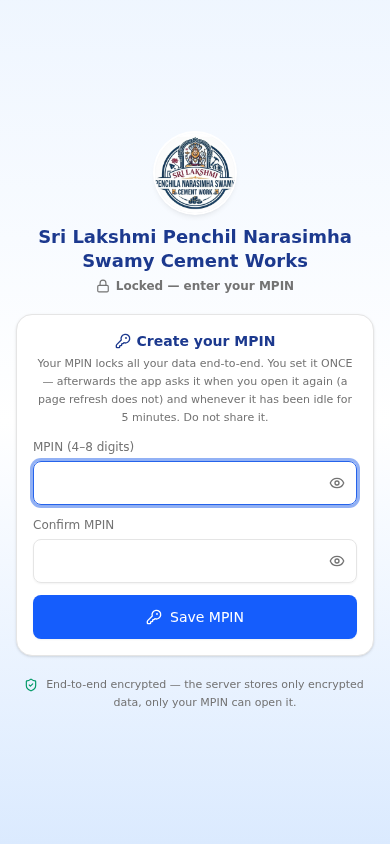 SRI LAKSHMI
PENCHILA NARASIMHA SWAMY
CEMENT WORK
Sri Lakshmi Penchil Narasimha
Swamy Cement Works
Locked — enter your MPIN
Create your MPIN
Your MPIN locks all your data end-to-end. You set it ONCE
— afterwards the app asks it when you open it again (a
page refresh does not) and whenever it has been idle for
5 minutes. Do not share it.
MPIN (4–8 digits)
Confirm MPIN
Save MPIN
End-to-end encrypted — the server stores only encrypted
data, only your MPIN can open it.